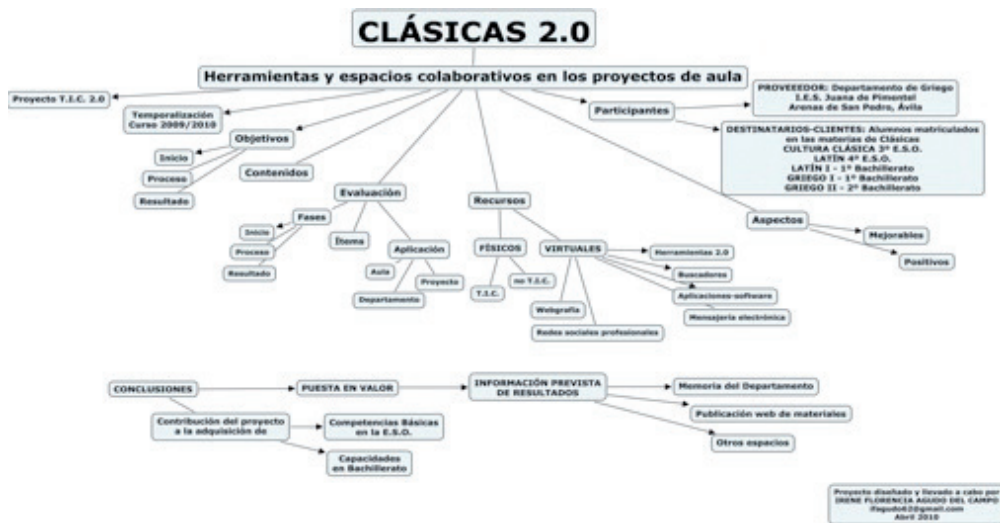 CLÁSICAS 2.0
Herramientas y espacios colaborativos en los proyectos de aula
Proyecto T.I.C. 2.0
Temporalización
Curso 2009/2010
Objetivos
Inicio
Proceso
Resultado
Contenidos
Evaluación
Fases
Inicio
Proceso
Resultado
Ítems
Aplicación
Aula
Proyecto
Departamento
Recursos
FÍSICOS
T.I.C.
no T.I.C.
VIRTUALES
Herramientas 2.0
Buscadores
Aplicaciones-software
Mensajería electrónica
Webgrafía
Redes sociales profesionales
Participantes
PROVEEEDOR: Departamento de Griego
I.E.S. Juana de Pimentel
Arenas de San Pedro, Ávila
DESTINATARIOS-CLIENTES: Alumnos matriculados
en las materias de Clásicas
CULTURA CLÁSICA 3º E.S.O.
LATÍN 4º E.S.O.
LATÍN I - 1º Bachillerato
GRIEGO I - 1º Bachillerato
GRIEGO II - 2º Bachillerato
Aspectos
Mejorables
Positivos
CONCLUSIONES
PUESTA EN VALOR
INFORMACIÓN PREVISTA
DE RESULTADOS
Memoria del Departamento
Publicación web de materiales
Otros espacios
Contribución del proyecto
a la adquisición de
Competencias Básicas
en la E.S.O.
Capacidades
en Bachillerato
Proyecto diseñado y llevado a cabo por
IRENE FLORENCIA AGUDO DEL CAMPO
ifagudo62@gmail.com
Abril 2010